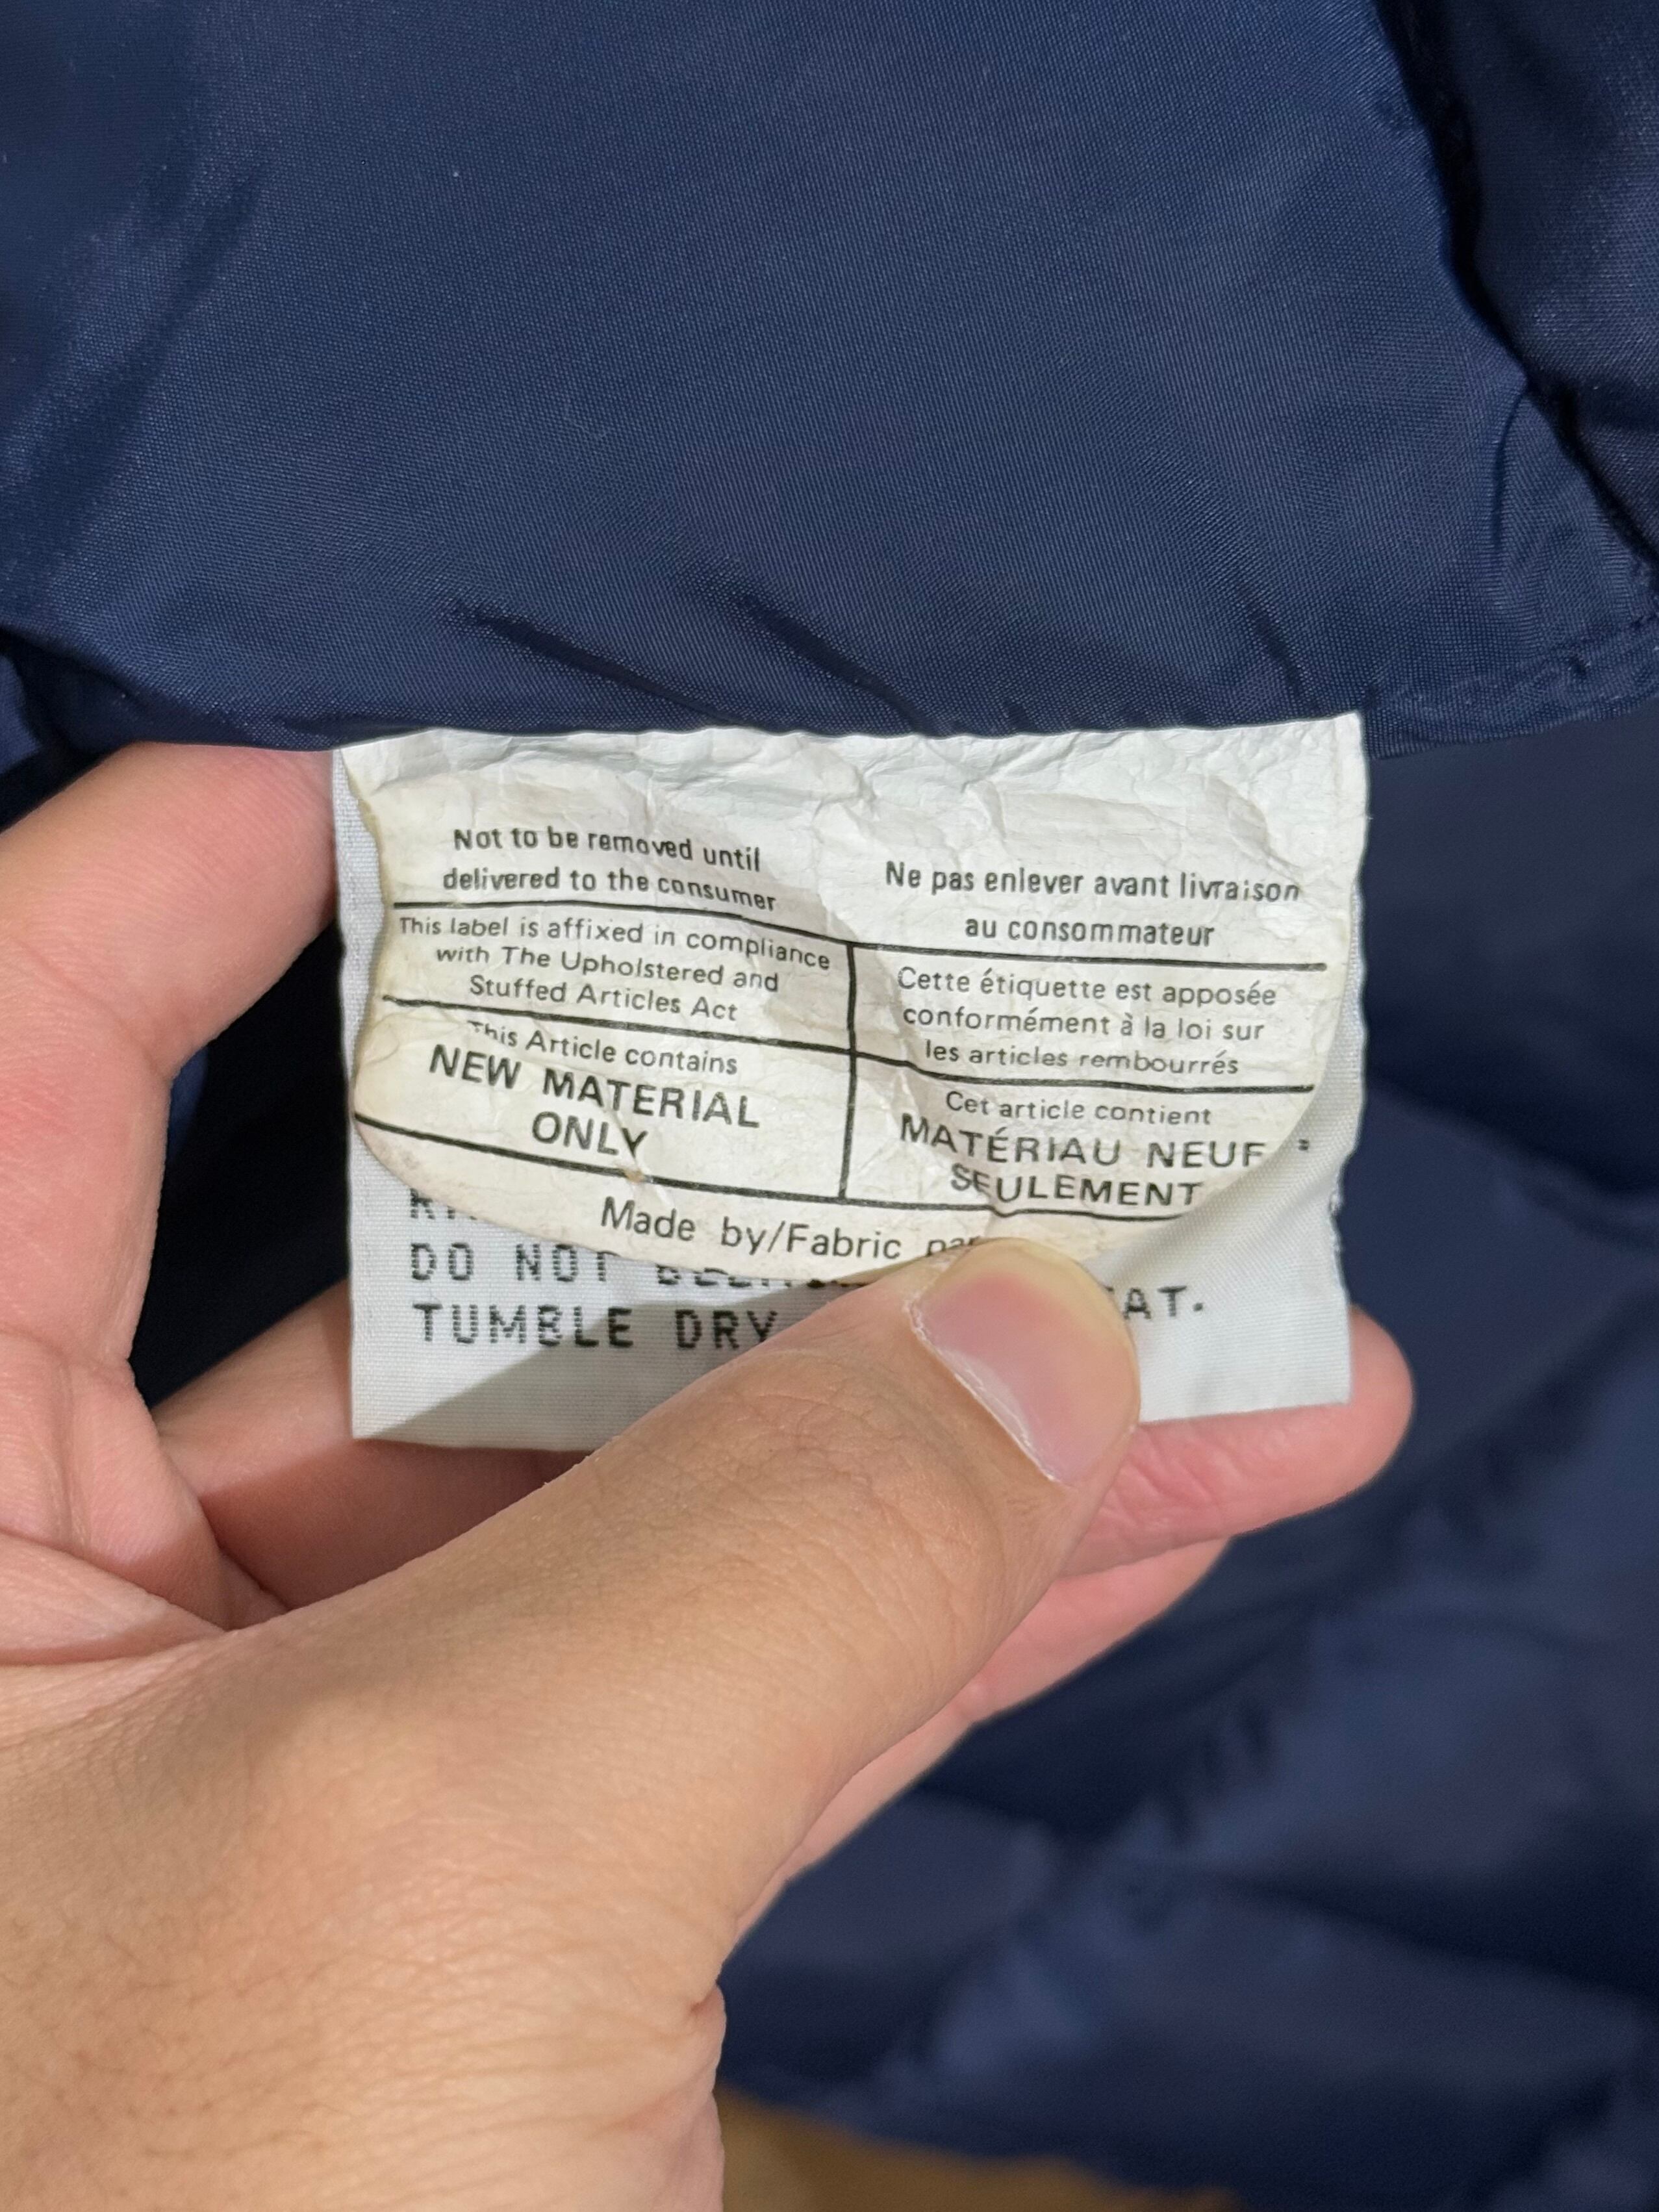 Not to be removed until
delivered to the consumer
This label is affixed in compliance
with The Upholstered and
Stuffed Articles Act
This Article contains
NEW MATERIAL
ONLY
Ne pas enlever avant livraison
au consommateur
Cette étiquette est apposée
conformément à la loi sur
les articles rembourrés
Cet article contient
MATÉRIAU NEUF
SEULEMENT
Made by/Fabric par
DO NOT
TUMBLE DRY